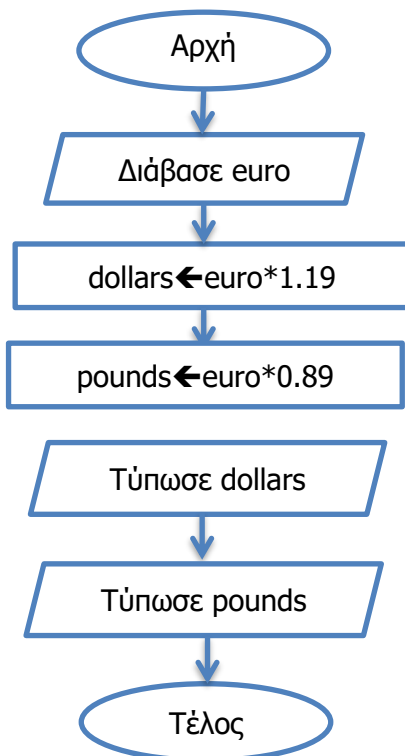 Αρχή
Διάβασε euro
dollars🡸euro*1.19
pounds🡸euro*0.89
Τύπωσε dollars
Τύπωσε pounds
Τέλος